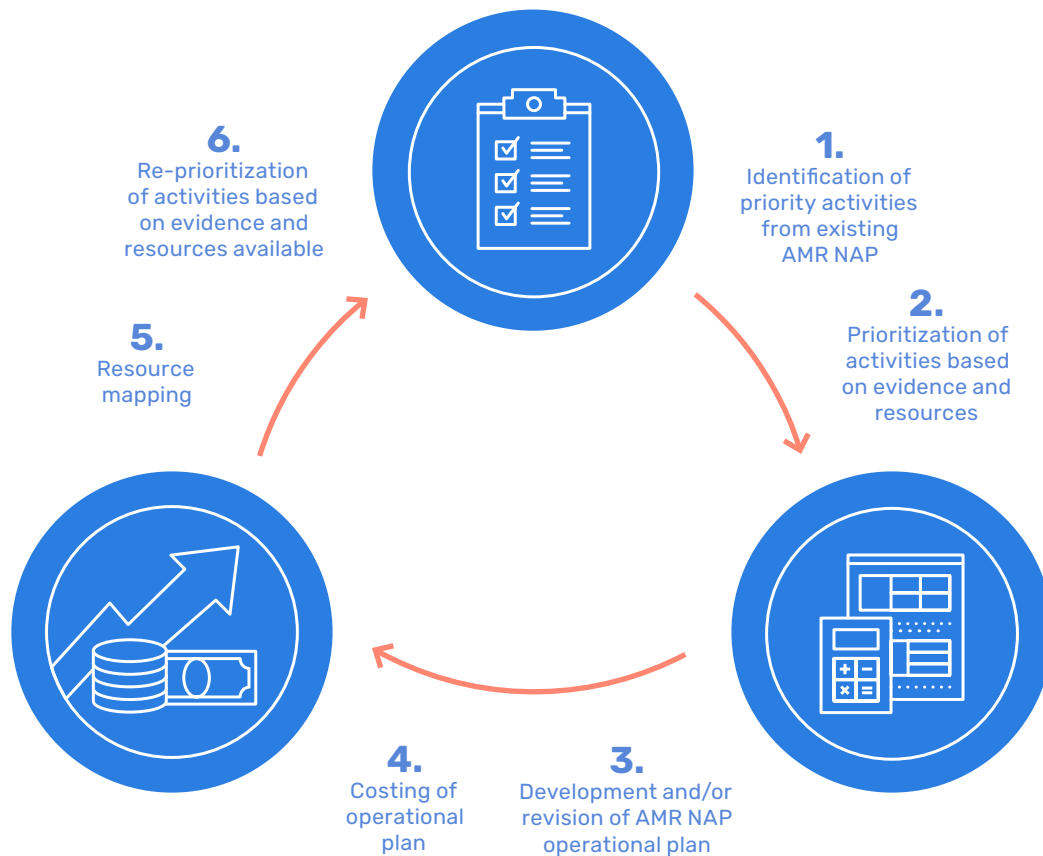 1.
Identification of
priority activities
from existing
AMR NAP
2.
Prioritization of
activities based
on evidence and
resources
3.
Development and/or
revision of AMR NAP
operational plan
4.
Costing of
operational
plan
5.
Resource
mapping
6.
Re-prioritization
of activities based
on evidence and
resources available